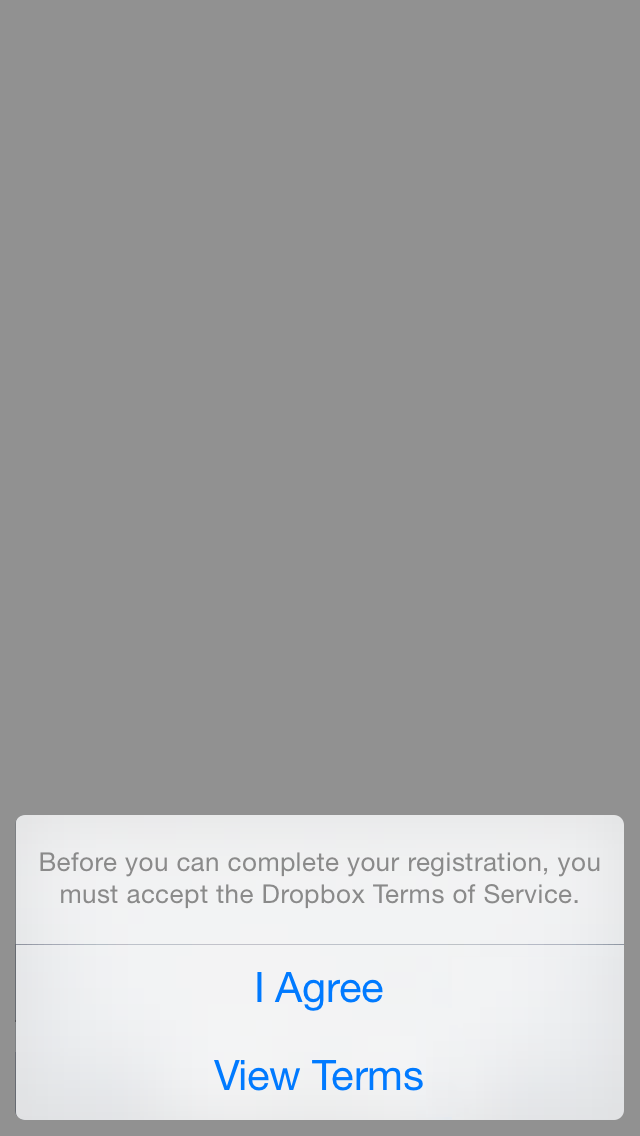 Before you can complete your registration, you
must accept the Dropbox Terms of Service.
I Agree
View Terms